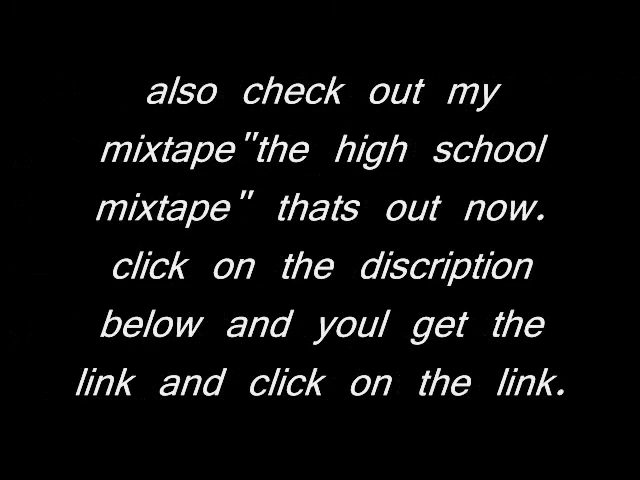 also check out my
mixtape"the high school
mixtape" thats out now.
click on the discription
below and youl get the
link and click on the link.